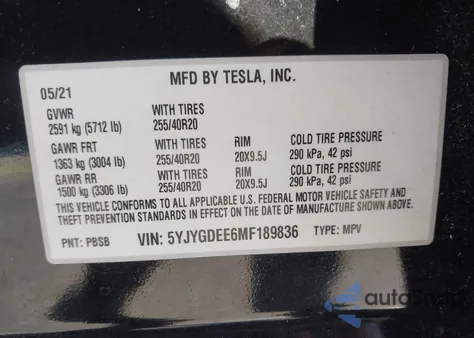 MFD BY TESLA, INC.
05/21
GVWR WITH TIRES
2591 kg (5712 lb) 255/40R20
GAWR FRT WITH TIRES RIM COLD TIRE PRESSURE
1363 kg (3004 lb) 255/40R20 20X9.5J 290 kPa, 42 psi
GAWR RR WITH TIRES RIM COLD TIRE PRESSURE
1500 kg (3306 lb) 255/40R20 20X9.5J 290 kPa, 42 psi
THIS VEHICLE CONFORMS TO ALL APPLICABLE U.S. FEDERAL MOTOR VEHICLE SAFETY AND
THEFT PREVENTION STANDARDS IN EFFECT ON THE DATE OF MANUFACTURE SHOWN ABOVE.
PNT: PBSB VIN: 5YJYGDEE6MF189836 TYPE: MPV